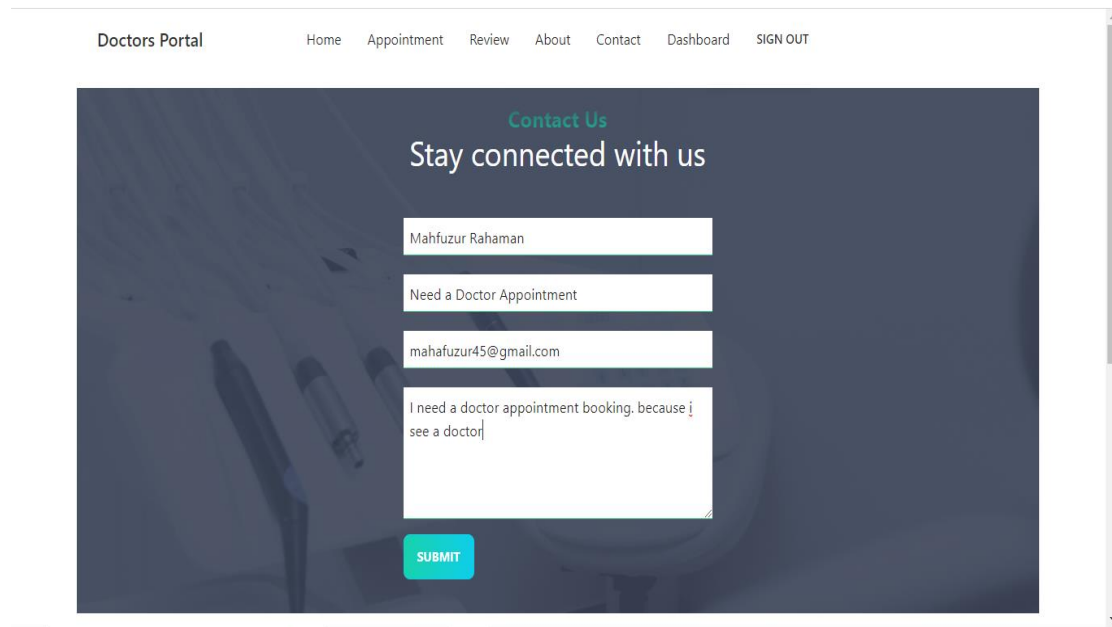 Doctors Portal Home Appointment Review About Contact Dashboard SIGN OUT
Contact Us
Stay connected with us
Mahfuzur Rahaman
Need a Doctor Appointment
mahafuzur45@gmail.com
I need a doctor appointment booking. because i
see a doctor
SUBMIT